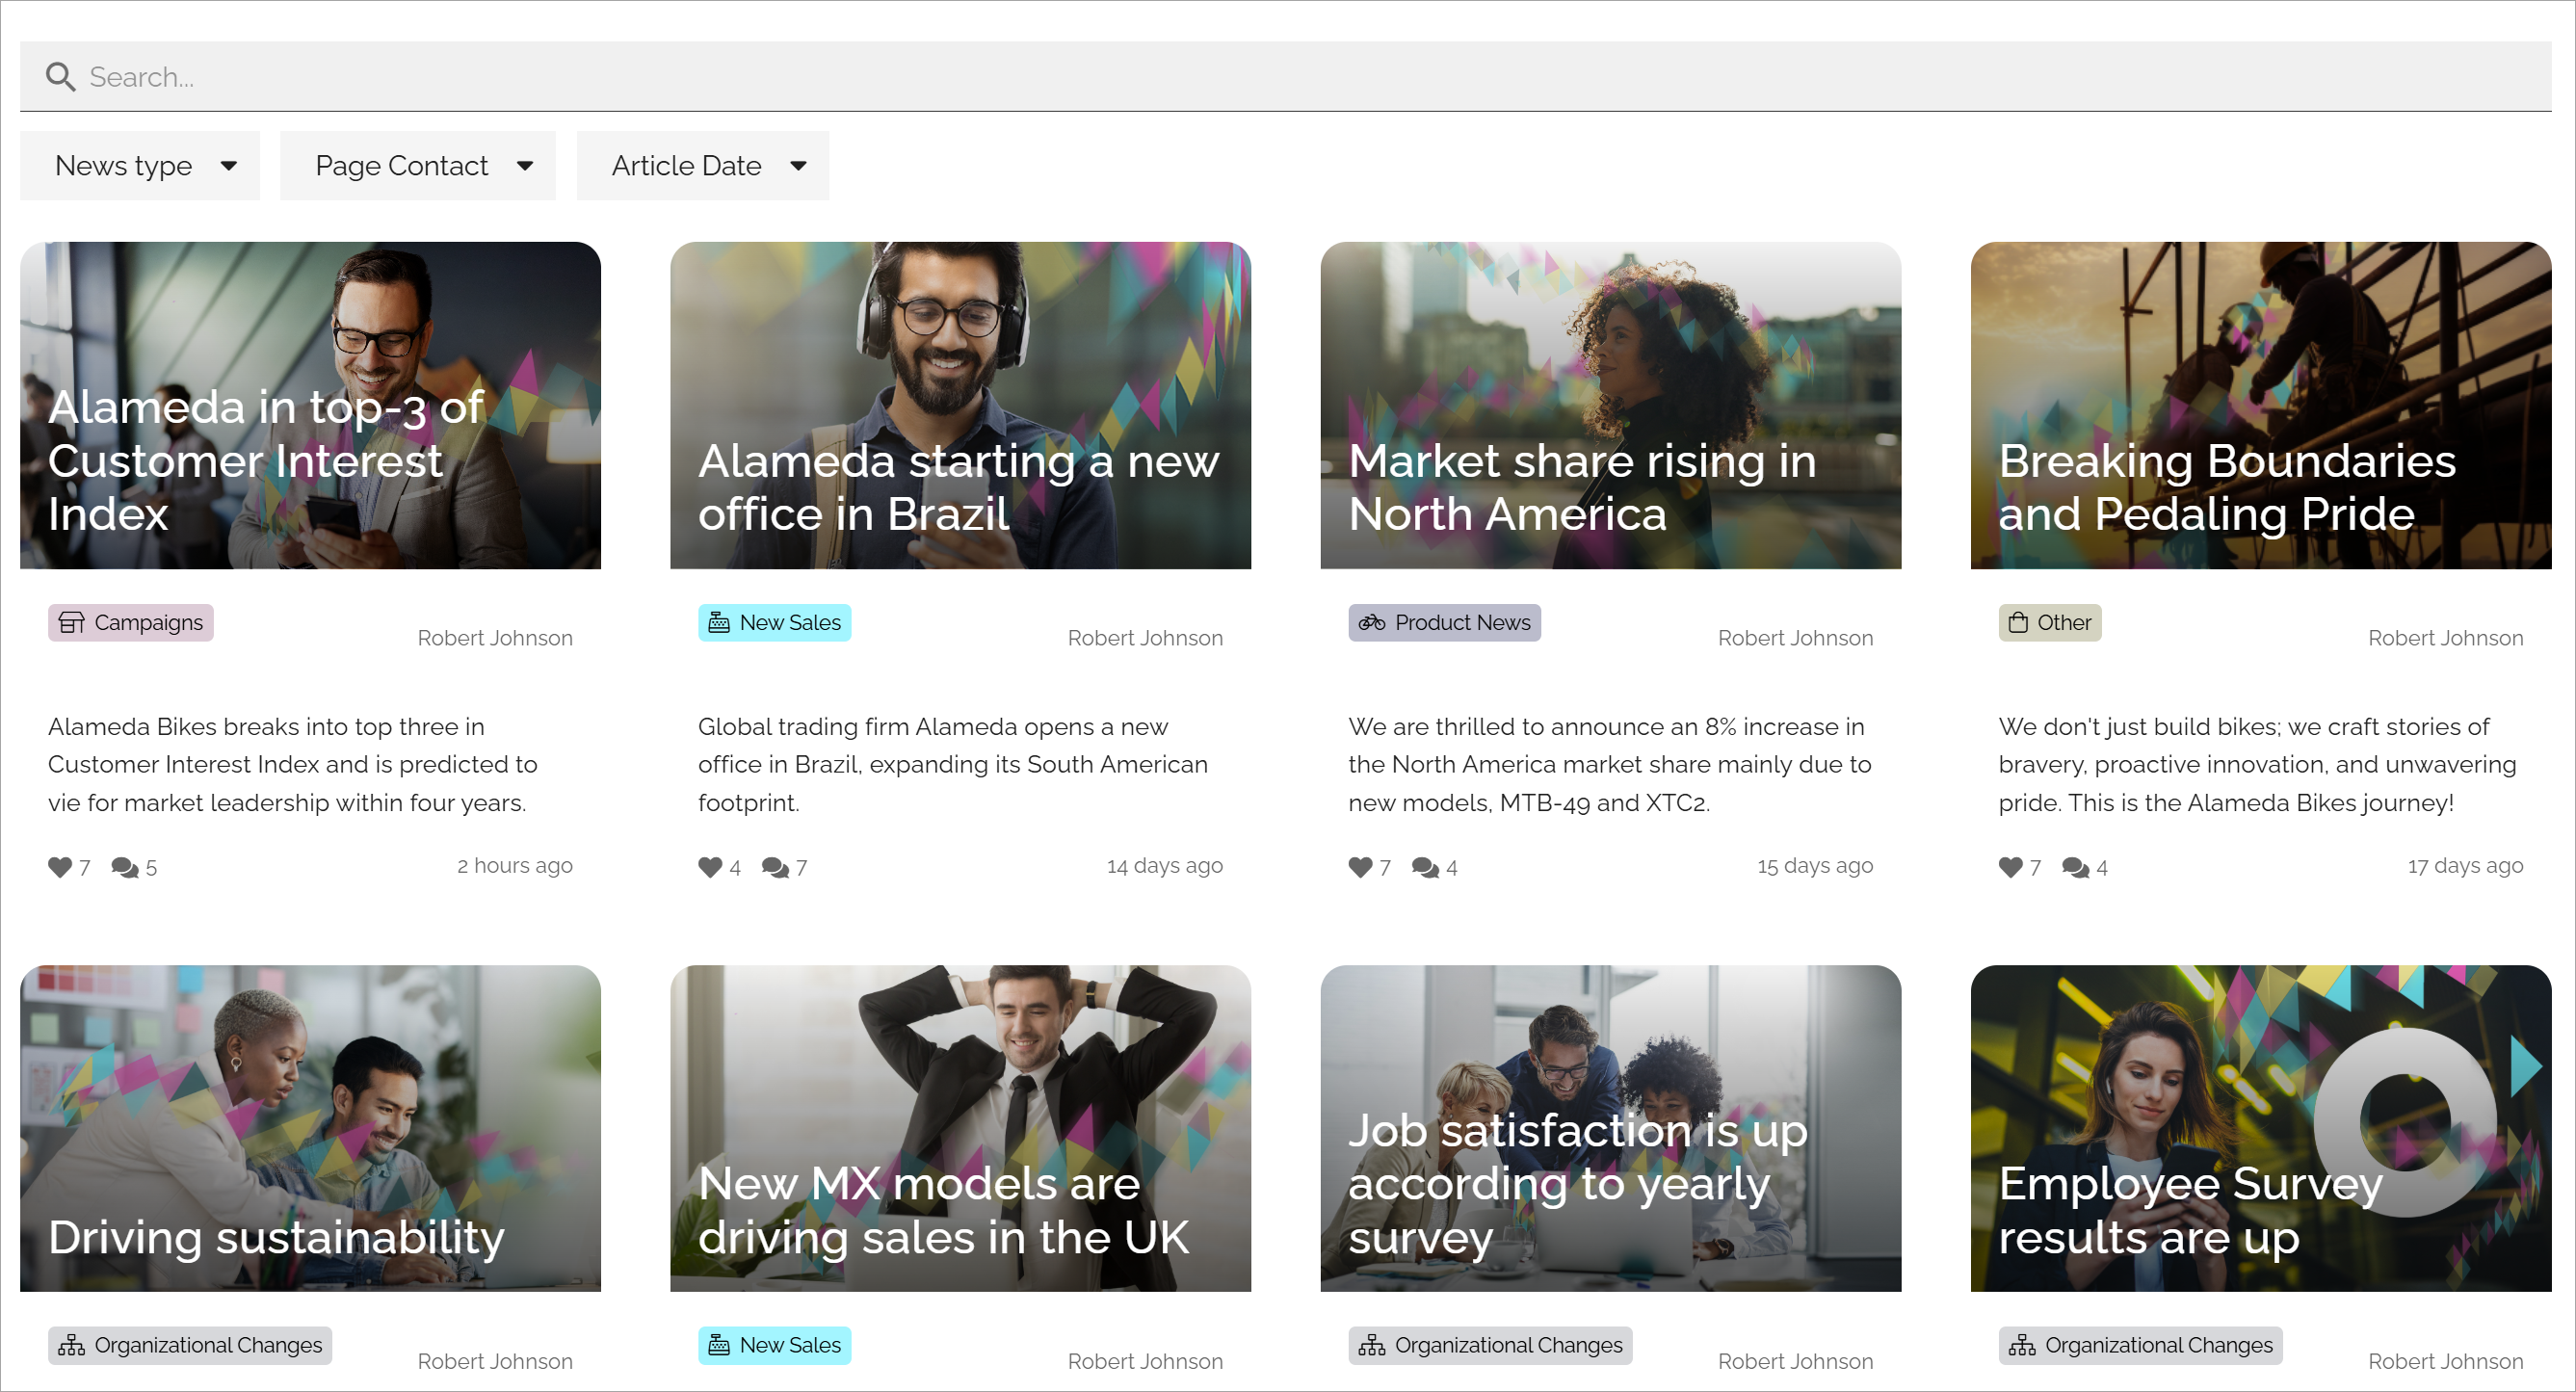 Search...
News type
Page Contact
Article Date
Alameda in top-3 of
Customer Interest
Index
Campaigns
Robert Johnson
Alameda Bikes breaks into top three in
Customer Interest Index and is predicted to
vie for market leadership within four years.
7
5
2 hours ago
Alameda starting a new
office in Brazil
New Sales
Robert Johnson
Global trading firm Alameda opens a new
office in Brazil, expanding its South American
footprint.
4
7
14 days ago
Market share rising in
North America
Product News
Robert Johnson
We are thrilled to announce an 8% increase in
the North America market share mainly due to
new models, MTB-49 and XTC2.
7
4
15 days ago
Breaking Boundaries
and Pedaling Pride
Other
Robert Johnson
We don't just build bikes; we craft stories of
bravery, proactive innovation, and unwavering
pride. This is the Alameda Bikes journey!
7
4
17 days ago
Driving sustainability
Organizational Changes
Robert Johnson
New MX models are
driving sales in the UK
New Sales
Robert Johnson
Job satisfaction is up
according to yearly
survey
Organizational Changes
Robert Johnson
Employee Survey
results are up
Organizational Changes
Robert Johnson